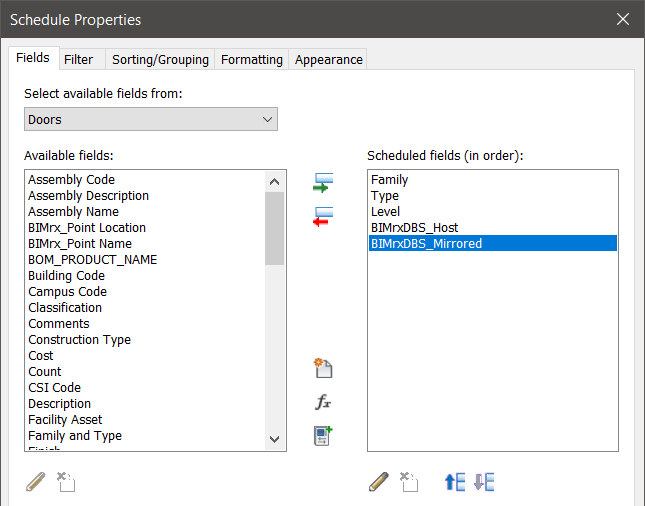 Schedule Properties
Fields
Filter
Sorting/Grouping
Formatting
Appearance
Select available fields from:
Doors
Available fields:
Assembly Code
Assembly Description
Assembly Name
BIMrx_Point Location
BIMrx_Point Name
BOM_PRODUCT_NAME
Building Code
Campus Code
Classification
Comments
Construction Type
Cost
Count
CSI Code
Description
Facility Asset
Family and Type
Finish
Scheduled fields (in order):
Family
Type
Level
BIMrxDBS_Host
BIMrxDBS_Mirrored
fx